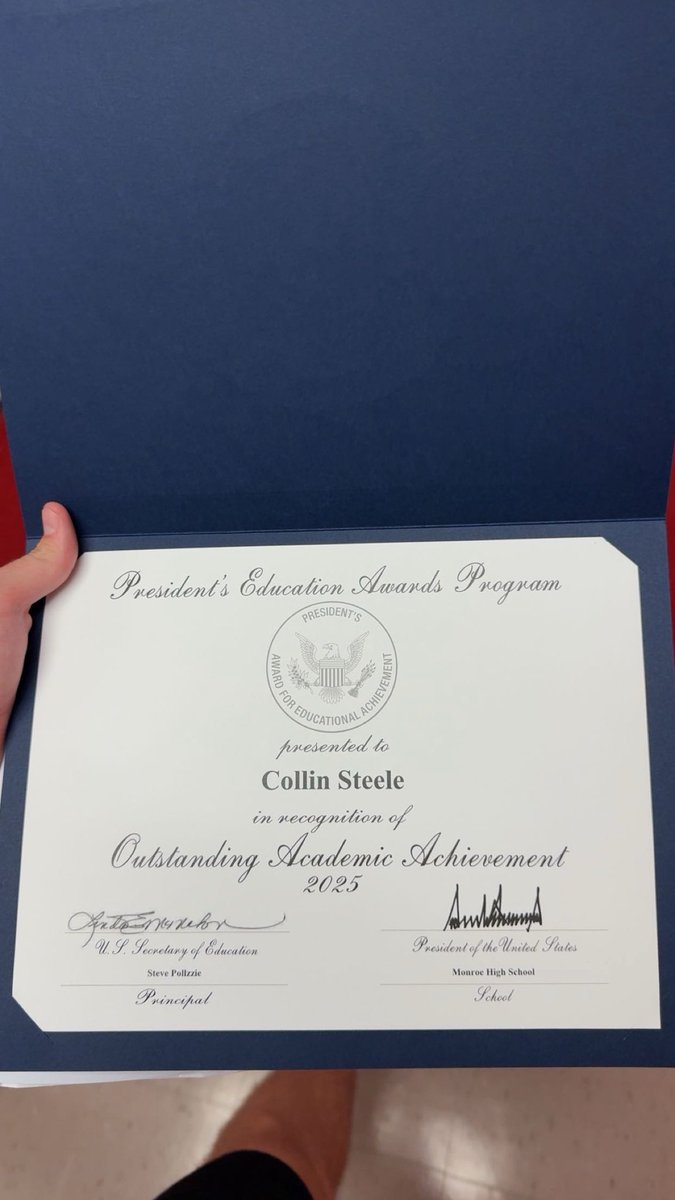 President's Education Awards Program
PRESIDENT'S
AWARD FOR EDUCATIONAL ACHIEVEMENT
presented to
Collin Steele
in recognition of
Outstanding Academic Achievement
2025
U.S. Secretary of Education
President of the United States
Steve Pollzzie
Monroe High School
Principal
School